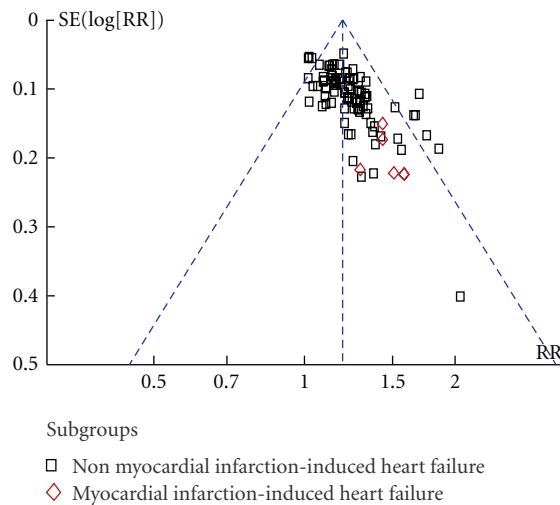 0
SE(log[RR])
0.1
0.2
0.3
0.4
0.5
RR
0.5 0.7 1 1.5 2
Subgroups
Non myocardial infarction-induced heart failure
Myocardial infarction-induced heart failure